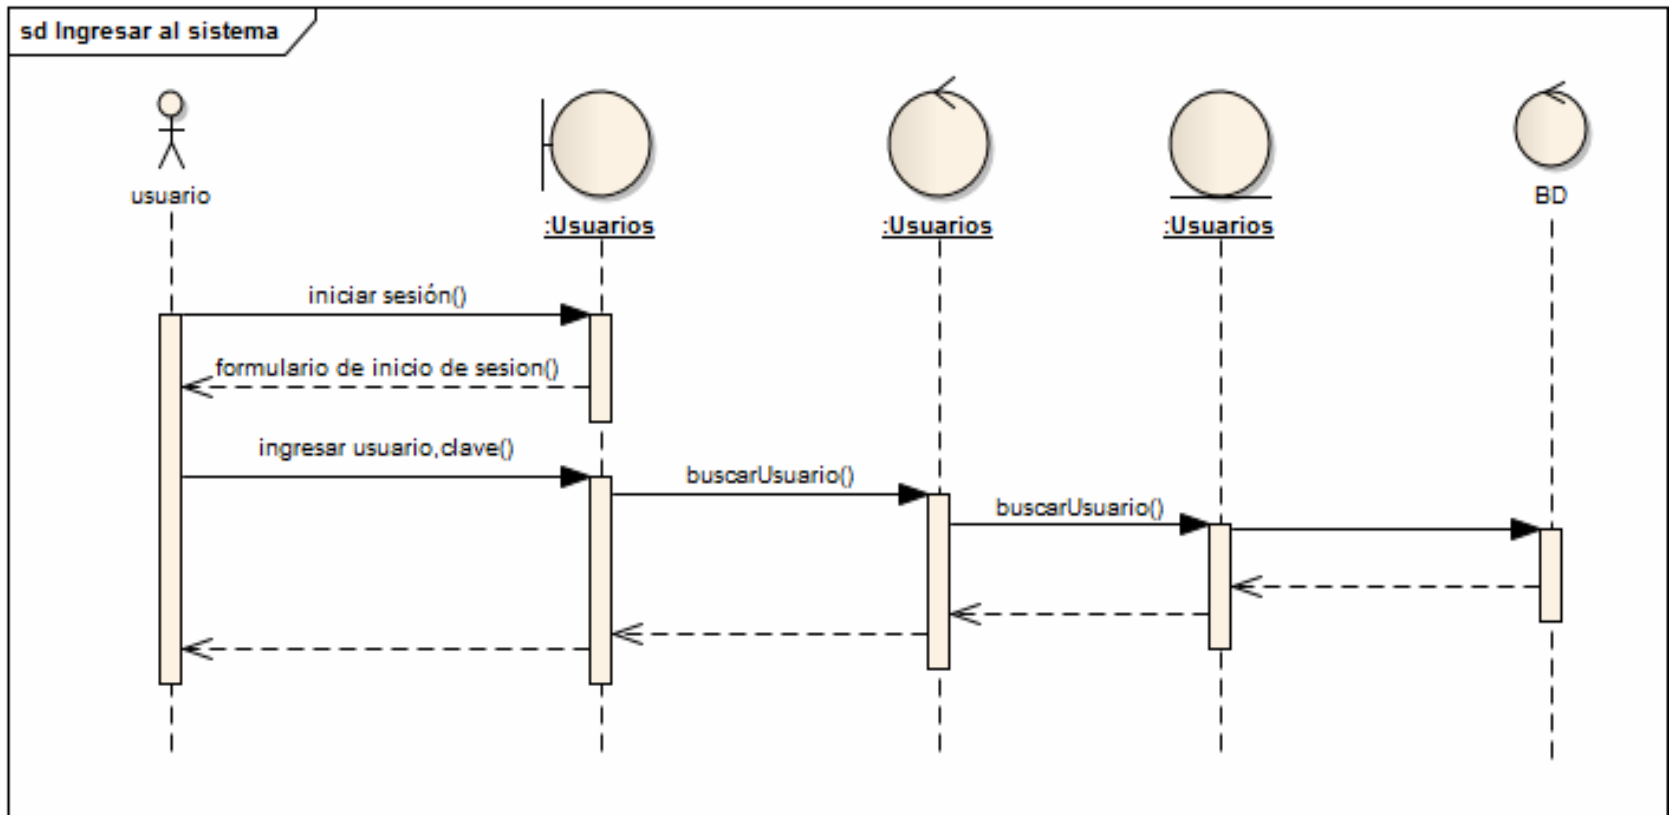 sd Ingresar al sistema
usuario
:Usuarios
:Usuarios
:Usuarios
BD
iniciar sesión()
formulario de inicio de sesion()
ingresar usuario,clave()
buscarUsuario()
buscarUsuario()